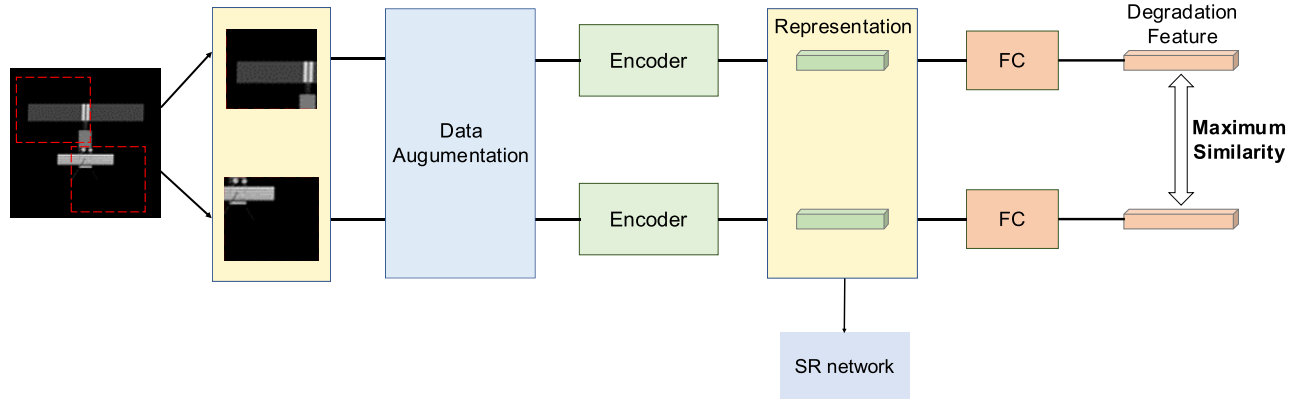 Degradation
Feature
Representation
Encoder
FC
Data
Augumentation
Maximum
Similarity
Encoder
FC
SR network